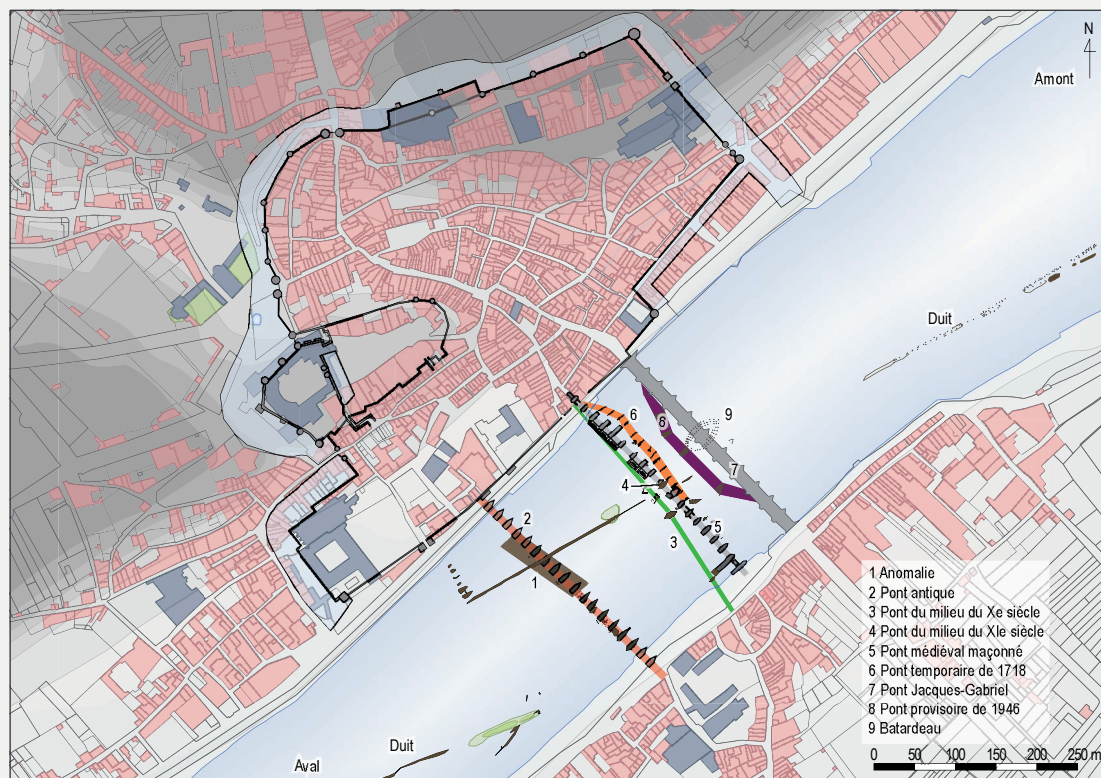 N
Amont
Duit
9
6
8
7
4
5
2
3
1
1 Anomalie
2 Pont antique
3 Pont du milieu du Xe siècle
4 Pont du milieu du XIe siècle
5 Pont médiéval maçonné
6 Pont temporaire de 1718
7 Pont Jacques-Gabriel
8 Pont provisoire de 1946
9 Batardeau
Duit
Aval
0 50 100 150 200 250 m